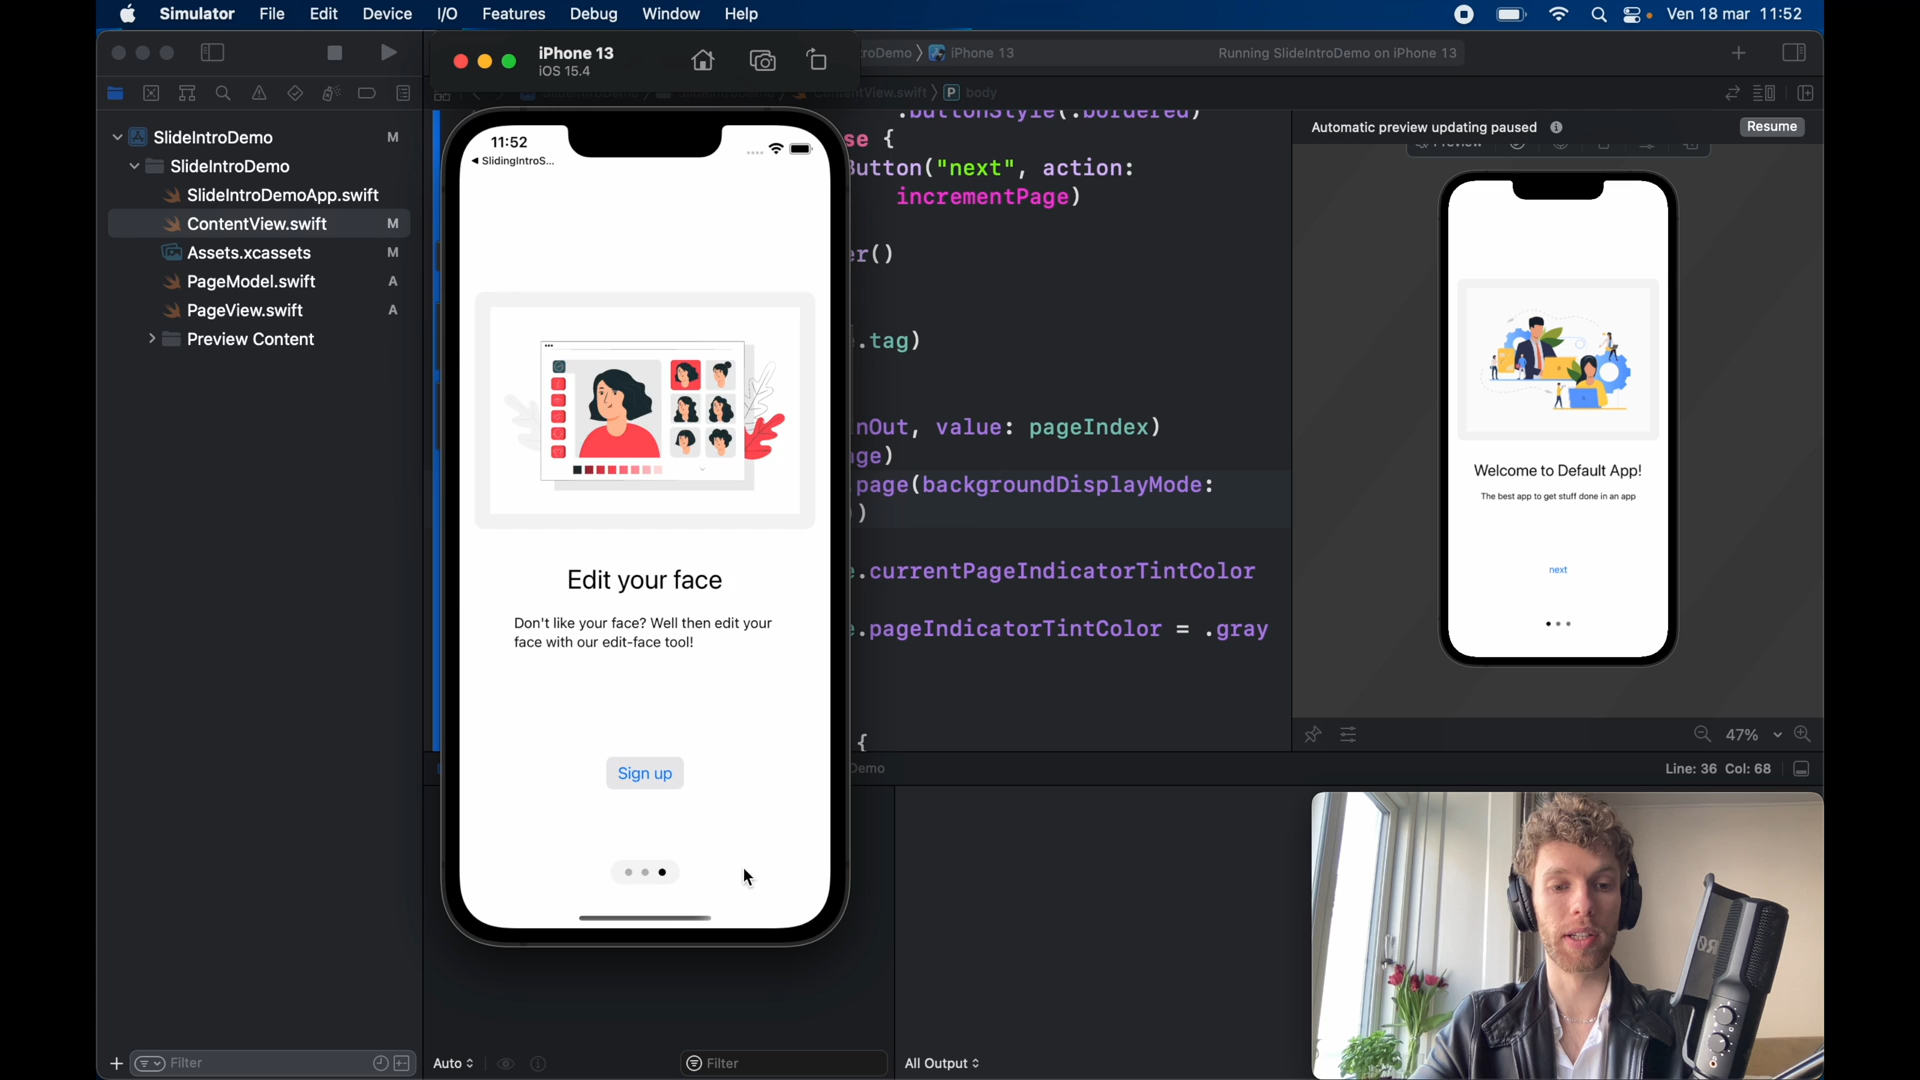 Simulator File Edit Device I/O Features Debug Window Help
Ven 18 mar 11:52
iPhone 13
iOS 15.4
iPhone 13
Running SlideIntroDemo on iPhone 13
body
SlideIntroDemo M
SlideIntroDemo
SlideIntroDemoApp.swift
ContentView.swift M
Assets.xcassets M
PageModel.swift A
PageView.swift A
Preview Content
11:52
SlidingIntroS...
Edit your face
Don't like your face? Well then edit your
face with our edit-face tool!
Sign up
.buttonStyle(.bordered)
se {
Button("next", action:
incrementPage)
er()
.tag)
nOut, value: pageIndex)
ge)
page(backgroundDisplayMode:
))
.currentPageIndicatorTintColor
.pageIndicatorTintColor = .gray
{
Automatic preview updating paused
Resume
Preview
Welcome to Default App!
The best app to get stuff done in an app
next
47%
Demo
Line: 36 Col: 68
Filter
Auto
Filter
All Output